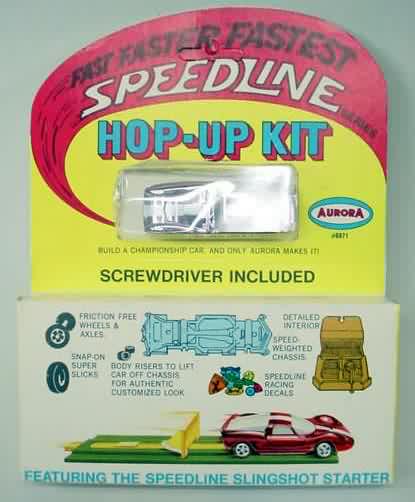 FAST FASTER FASTEST
SPEEDLINE
SERIES
HOP-UP KIT
AURORA
#6871
BUILD A CHAMPIONSHIP CAR, AND ONLY AURORA MAKES IT!
SCREWDRIVER INCLUDED
FRICTION FREE
WHEELS &
AXLES.
SNAP-ON
SUPER
SLICKS
BODY RISERS TO LIFT
CAR OFF CHASSIS
FOR AUTHENTIC
CUSTOMIZED LOOK
DETAILED
INTERIOR
SPEED-
WEIGHTED
CHASSIS.
SPEEDLINE
RACING
DECALS
FEATURING THE SPEEDLINE SLINGSHOT STARTER